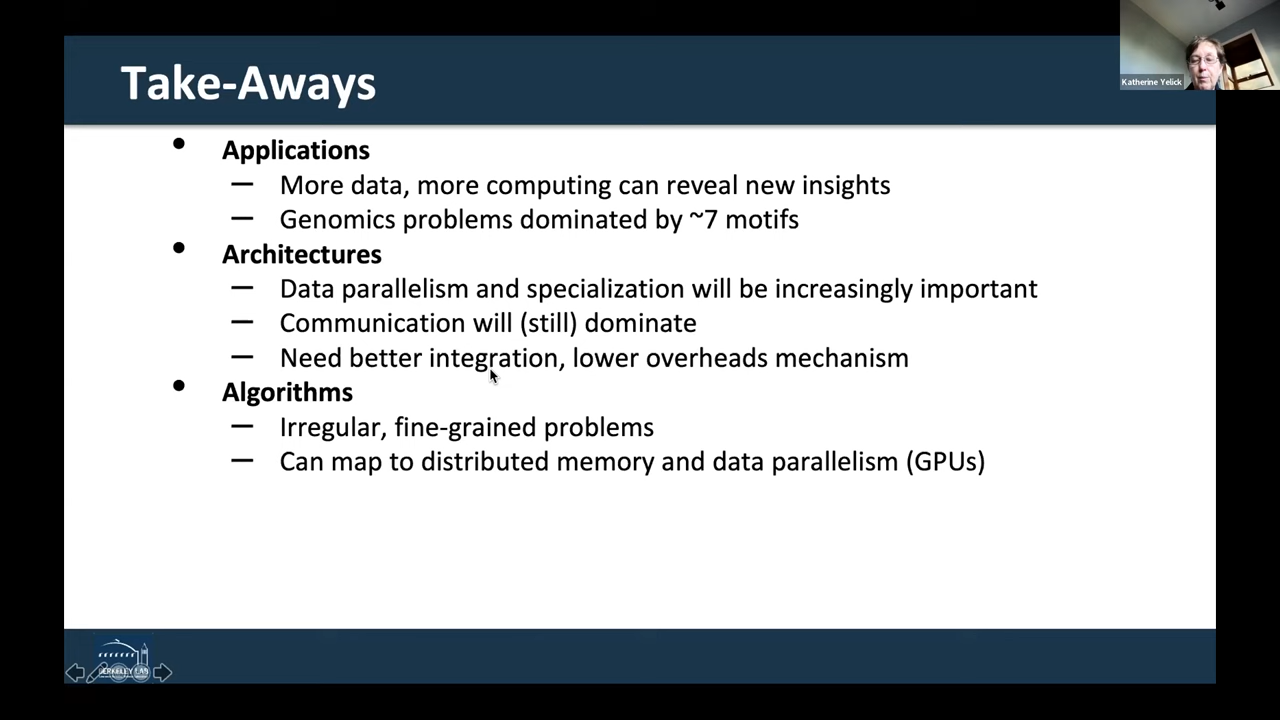 Take-Aways
Katherine Yelick
• Applications
— More data, more computing can reveal new insights
— Genomics problems dominated by ~7 motifs
• Architectures
— Data parallelism and specialization will be increasingly important
— Communication will (still) dominate
— Need better integration, lower overheads mechanism
• Algorithms
— Irregular, fine-grained problems
— Can map to distributed memory and data parallelism (GPUs)
BERKELEY LAB